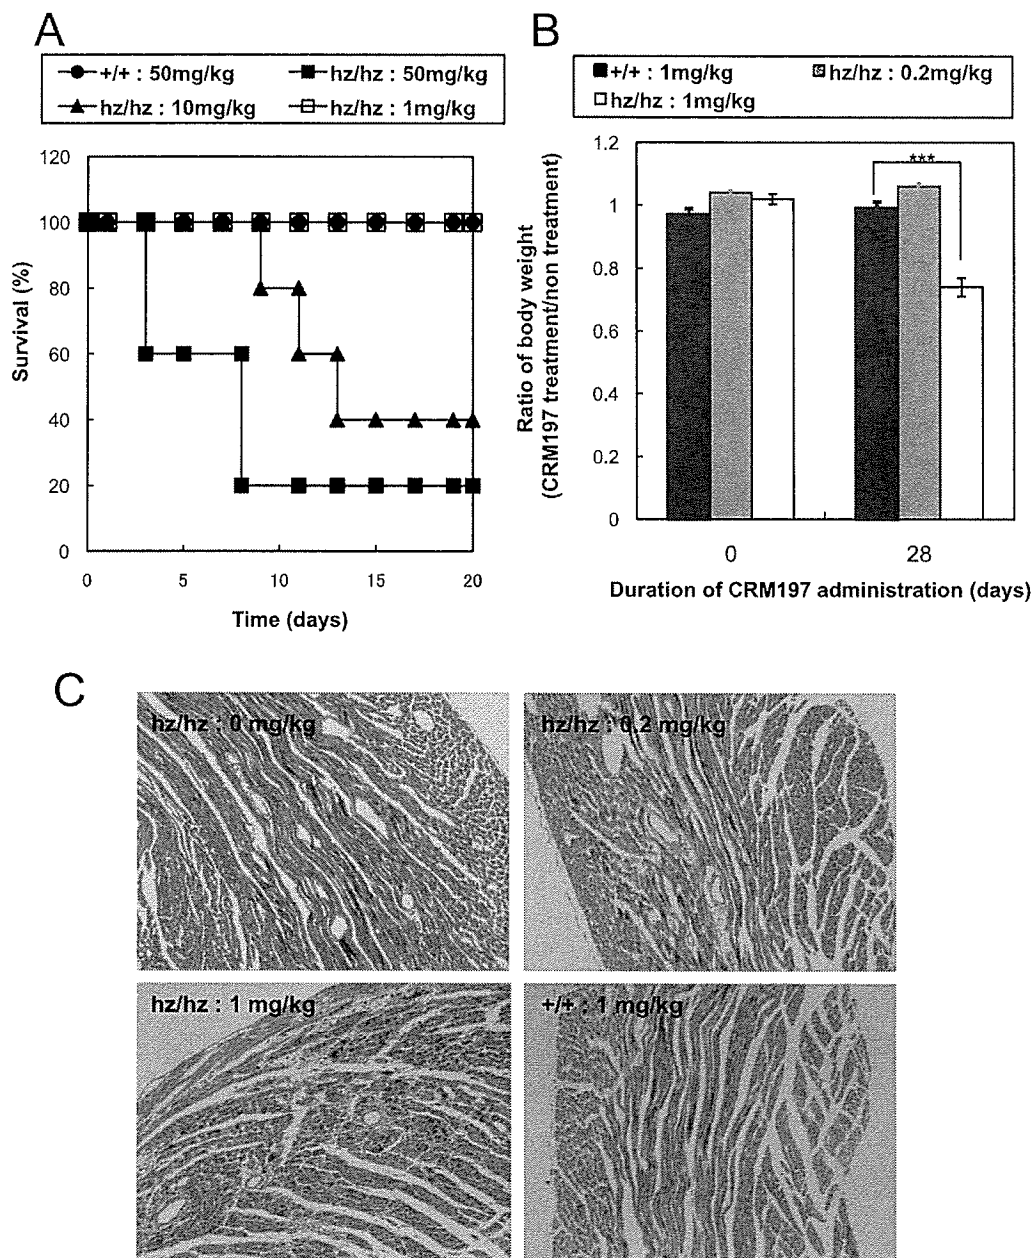 A
+/+ : 50mg/kg hz/hz : 50mg/kg
hz/hz : 10mg/kg hz/hz : 1mg/kg
Survival (%)
120
100
80
60
40
20
0
0 5 10 15 20
Time (days)
B
+/+ : 1mg/kg hz/hz : 0.2mg/kg
hz/hz : 1mg/kg
Ratio of body weight
(CRM197 treatment/non treatment)
1.2
1
0.8
0.6
0.4
0.2
0
***
0 28
Duration of CRM197 administration (days)
C
hz/hz : 0 mg/kg
hz/hz : 0.2 mg/kg
hz/hz : 1 mg/kg
+/+ : 1 mg/kg